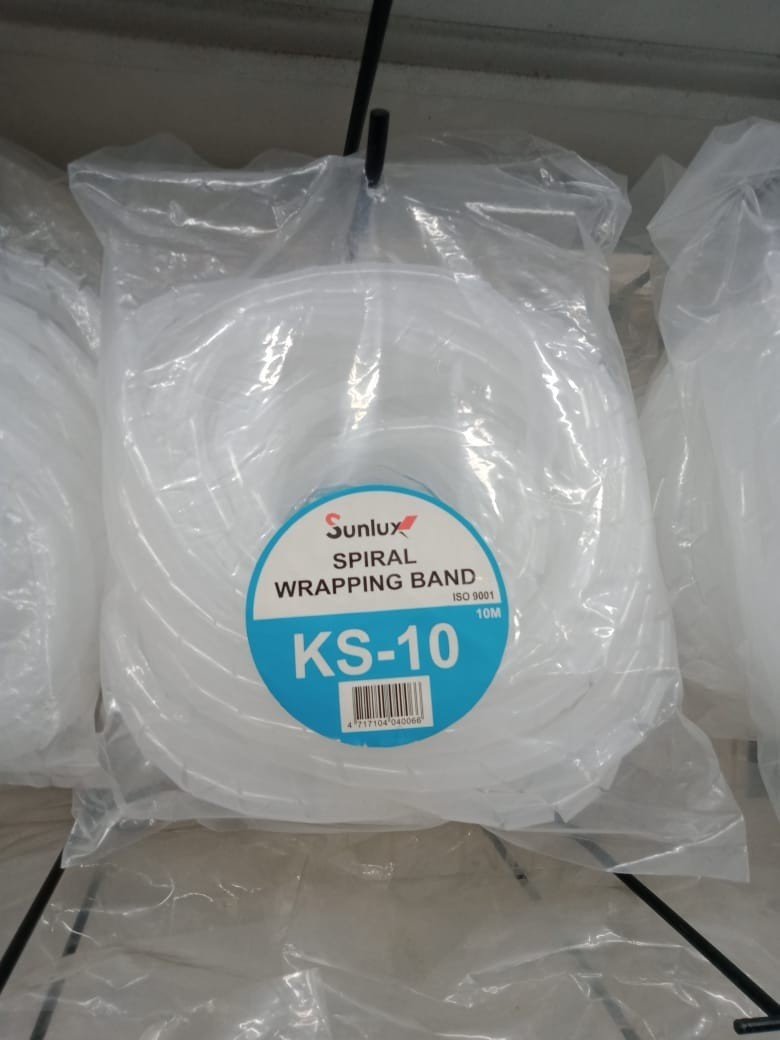 Sunlux
SPIRAL
WRAPPING BAND
ISO 9001
10M
KS-10
4 717104 040066